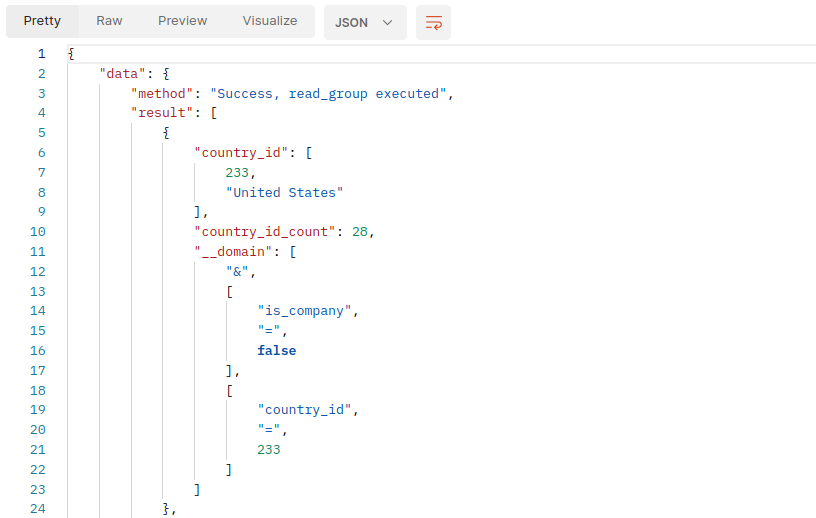 Pretty Raw Preview Visualize JSON
1 {
2 "data": {
3 "method": "Success, read_group executed",
4 "result": [
5 {
6 "country_id": [
7 233,
8 "United States"
9 ],
10 "country_id_count": 28,
11 "__domain": [
12 "&",
13 [
14 "is_company",
15 "=",
16 false
17 ],
18 [
19 "country_id",
20 "=",
21 233
22 ]
23 ]
24 },